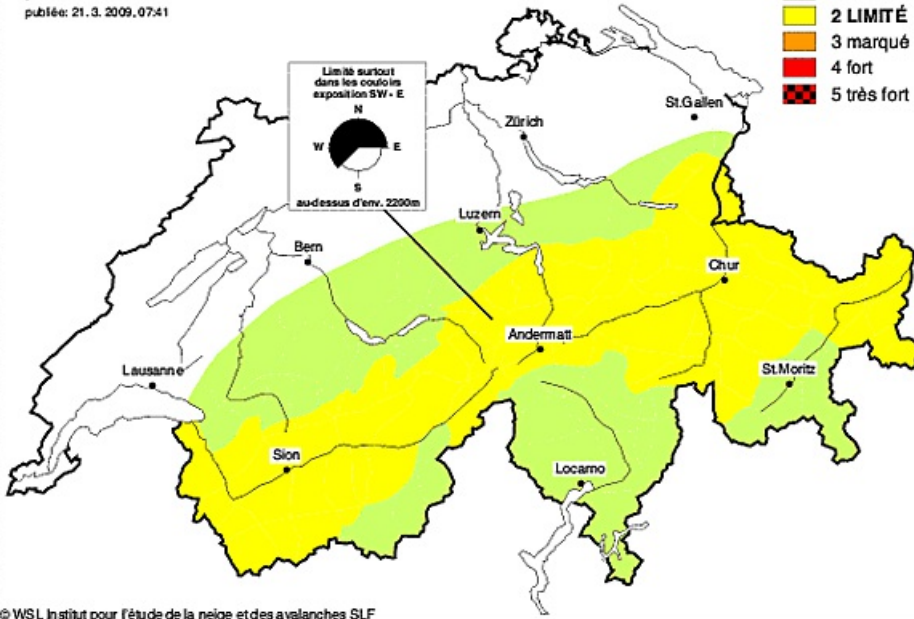 publiée: 21. 3. 2009, 07:41
2 LIMITÉ
3 marqué
4 fort
5 très fort
Limité surtout
dans les couloirs
exposition SW - E
N
W
E
S
au-dessus d'env. 2200m
St.Gallen
Zürich
Luzern
Bern
Chur
Andermatt
Lausanne
St.Moritz
Sion
Locarno
© WSL Institut pour l'étude de la neige et des avalanches SLF